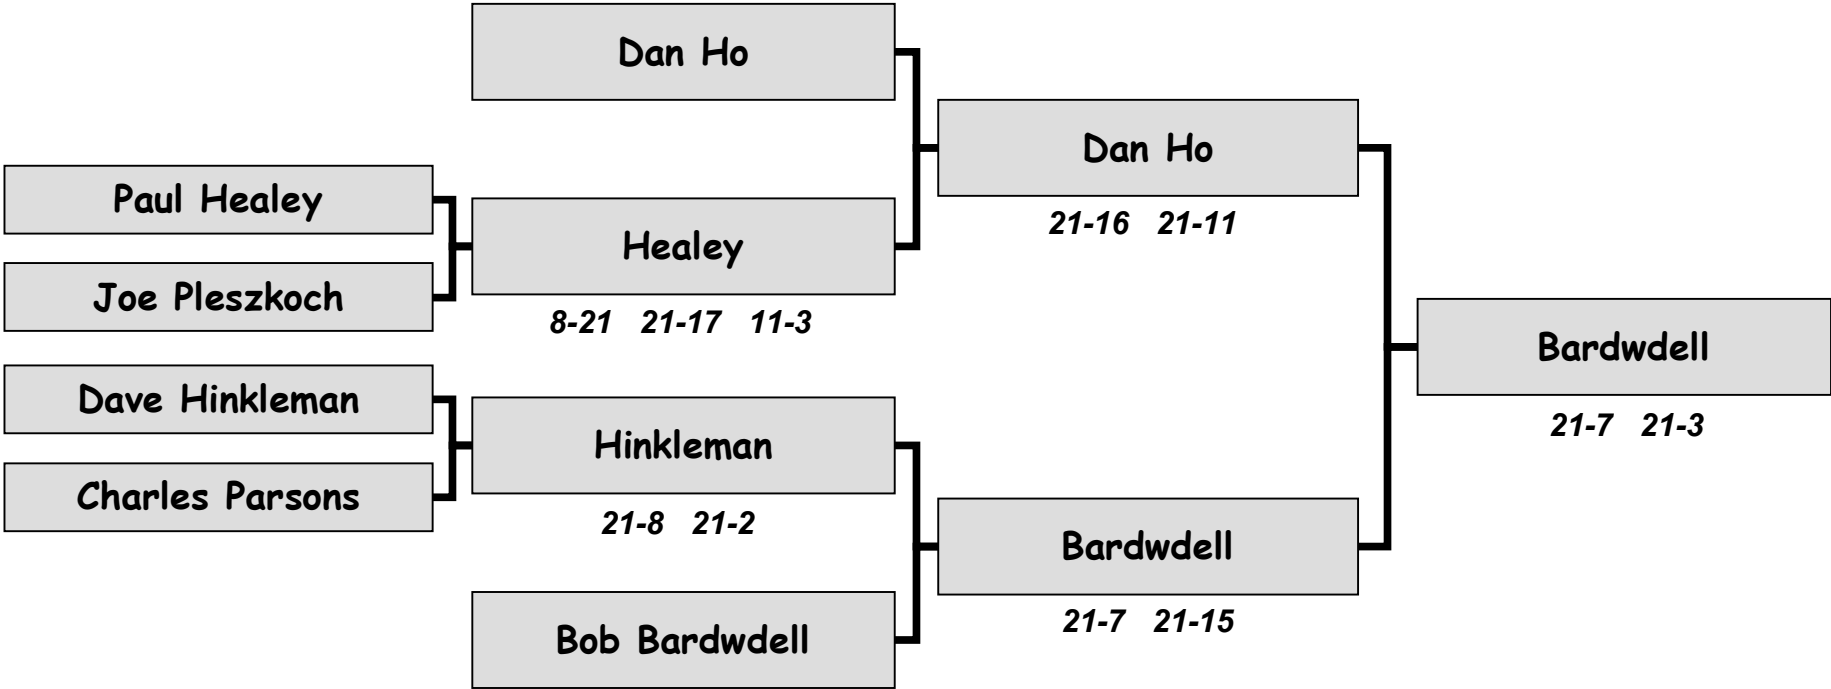 Dan Ho
Dan Ho
Paul Healey
21-16 21-11
Healey
Joe Pleszkoch
8-21 21-17 11-3
Bardwdell
Dave Hinkleman
21-7 21-3
Hinkleman
Charles Parsons
21-8 21-2
Bardwdell
21-7 21-15
Bob Bardwdell